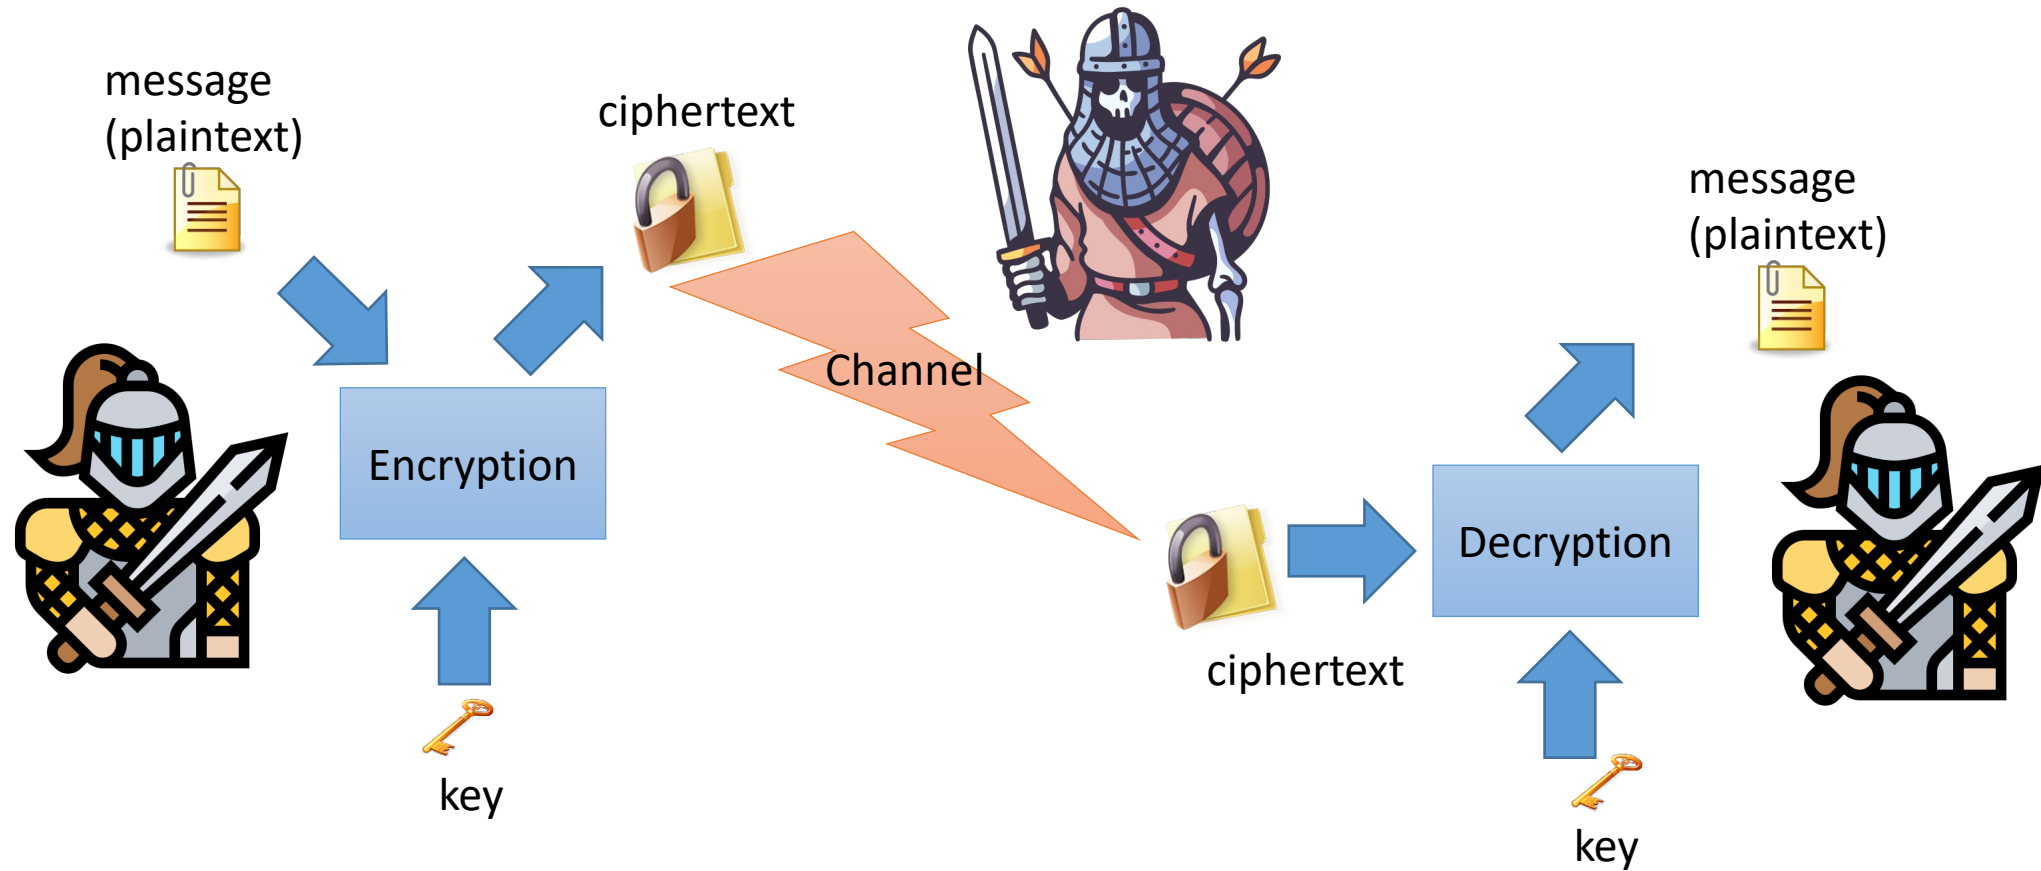 message
(plaintext)
ciphertext
Encryption
key
Channel
ciphertext
Decryption
key
message
(plaintext)